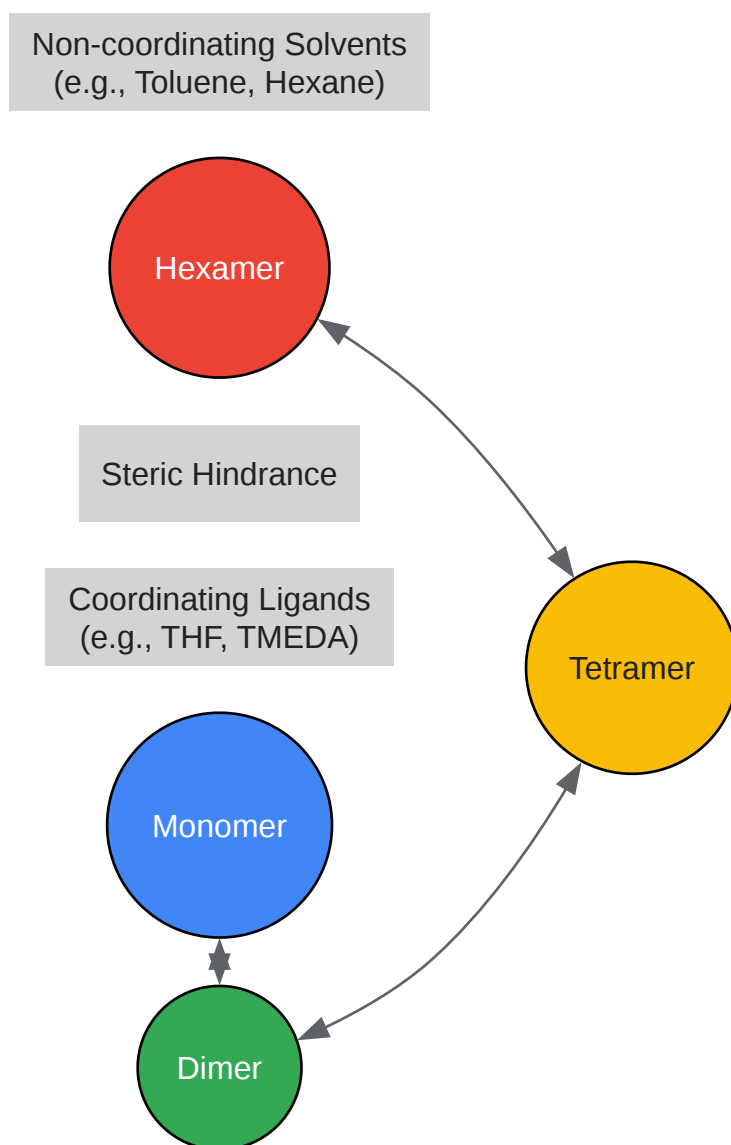 Non-coordinating Solvents
(e.g., Toluene, Hexane)
Hexamer
Steric Hindrance
Coordinating Ligands
(e.g., THF, TMEDA)
Tetramer
Monomer
Dimer